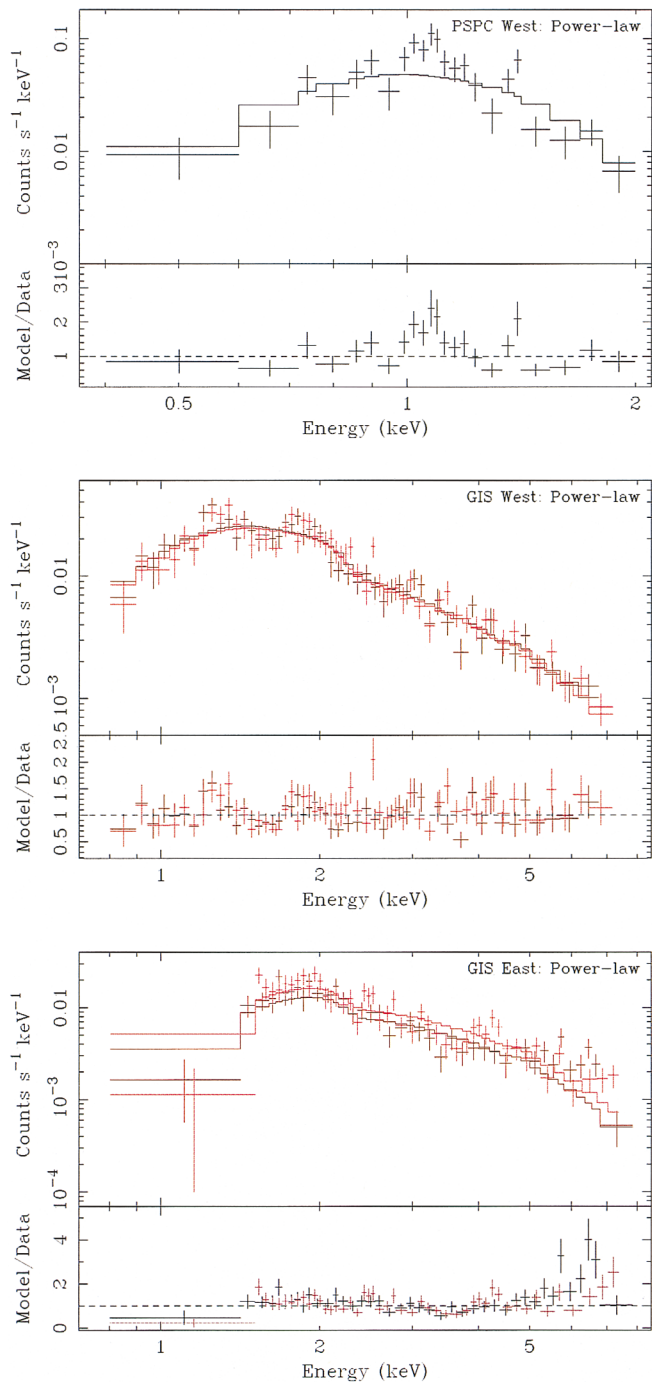 PSPC West: Power-law
Counts s⁻¹ keV⁻¹
0.1
0.01
10⁻³
Model/Data
3
2
1
0.5
1
2
Energy (keV)
GIS West: Power-law
Counts s⁻¹ keV⁻¹
0.01
10⁻³
Model/Data
2.5
2
1.5
1
0.5
1
2
5
Energy (keV)
GIS East: Power-law
Counts s⁻¹ keV⁻¹
0.01
10⁻³
10⁻⁴
Model/Data
4
2
0
1
2
5
Energy (keV)